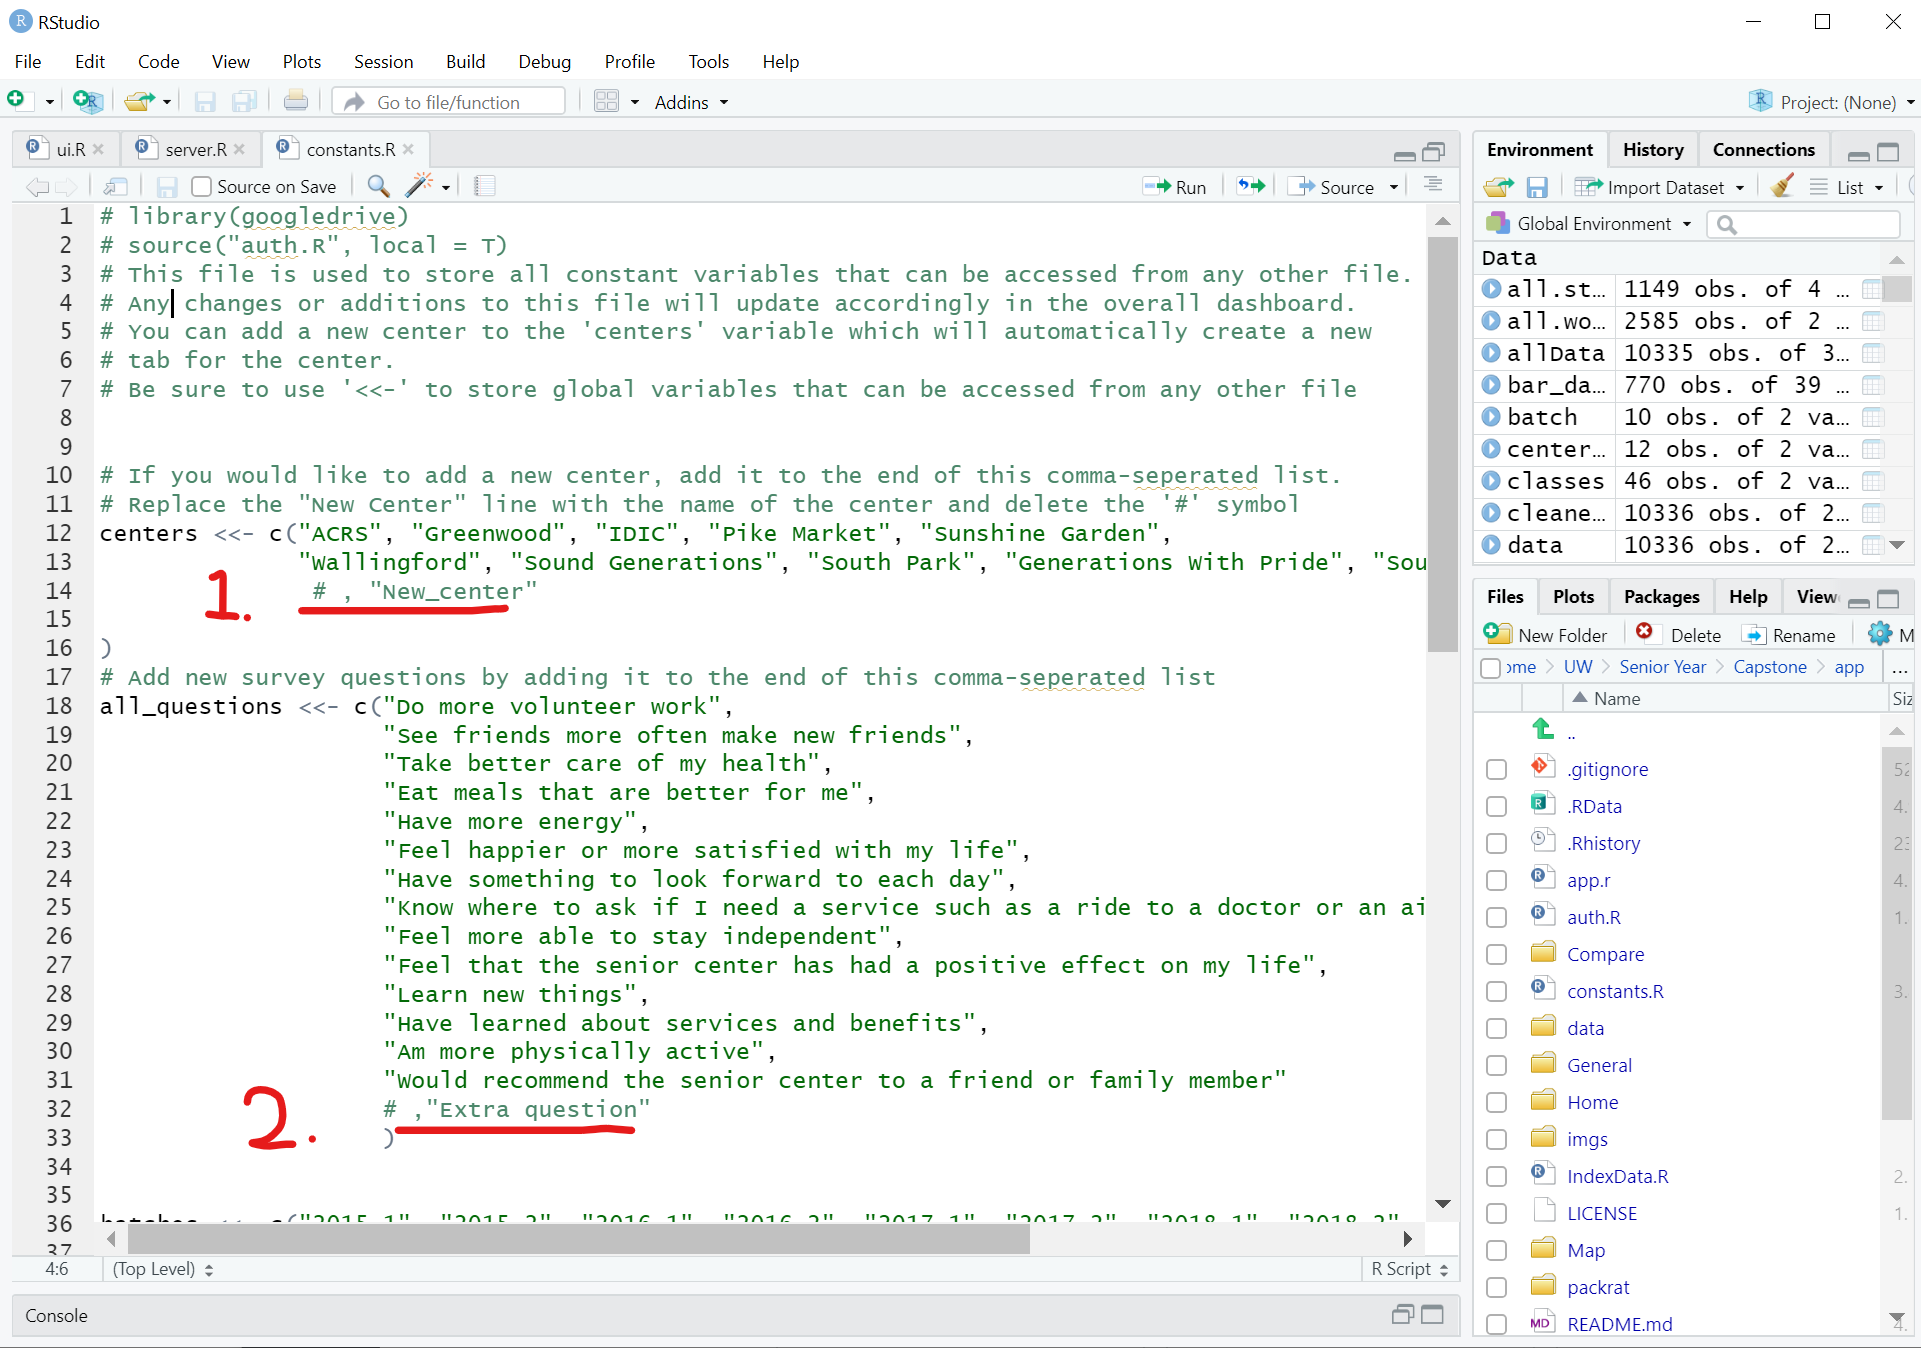 RStudio
File Edit Code View Plots Session Build Debug Profile Tools Help
Go to file/function Addins Project: (None)
ui.R server.R constants.R
Source on Save Run Source
1 # library(googledrive)
2 # source("auth.R", local = T)
3 # This file is used to store all constant variables that can be accessed from any other file.
4 # Any changes or additions to this file will update accordingly in the overall dashboard.
5 # You can add a new center to the 'centers' variable which will automatically create a new
6 # tab for the center.
7 # Be sure to use '<<-' to store global variables that can be accessed from any other file
8
9
10 # If you would like to add a new center, add it to the end of this comma-seperated list.
11 # Replace the "New Center" line with the name of the center and delete the '#' symbol
12 centers <<- c("ACRS", "Greenwood", "IDIC", "Pike Market", "Sunshine Garden",
13 "Wallingford", "Sound Generations", "South Park", "Generations With Pride", "Sou
14 # , "New_center"
1.
15
16 )
17 # Add new survey questions by adding it to the end of this comma-seperated list
18 all_questions <<- c("Do more volunteer work",
19 "See friends more often make new friends",
20 "Take better care of my health",
21 "Eat meals that are better for me",
22 "Have more energy",
23 "Feel happier or more satisfied with my life",
24 "Have something to look forward to each day",
25 "Know where to ask if I need a service such as a ride to a doctor or an ai
26 "Feel more able to stay independent",
27 "Feel that the senior center has had a positive effect on my life",
28 "Learn new things",
29 "Have learned about services and benefits",
30 "Am more physically active",
31 "Would recommend the senior center to a friend or family member"
32 # ,"Extra question"
2.
33 )
34
35
36 batches <<- c("2015-1", "2015-2", "2016-1", "2016-2", "2017-1", "2017-2", "2018-1", "2018-2",
37
4:6 (Top Level) R Script
Console
Environment History Connections
Import Dataset List
Global Environment
Data
all.st… 1149 obs. of 4 …
all.wo… 2585 obs. of 2 …
allData 10335 obs. of 3…
bar_da… 770 obs. of 39 …
batch 10 obs. of 2 va…
center… 12 obs. of 2 va…
classes 46 obs. of 2 va…
cleane… 10336 obs. of 2…
data 10336 obs. of 2…
Files Plots Packages Help View
New Folder Delete Rename M
ome UW Senior Year Capstone app ...
Name Siz
..
.gitignore 52
.RData 4.
.Rhistory 23
app.r 4.
auth.R 1.
Compare
constants.R 3.
data
General
Home
imgs
IndexData.R 2.
LICENSE 1.
Map
packrat
MD README.md 4.